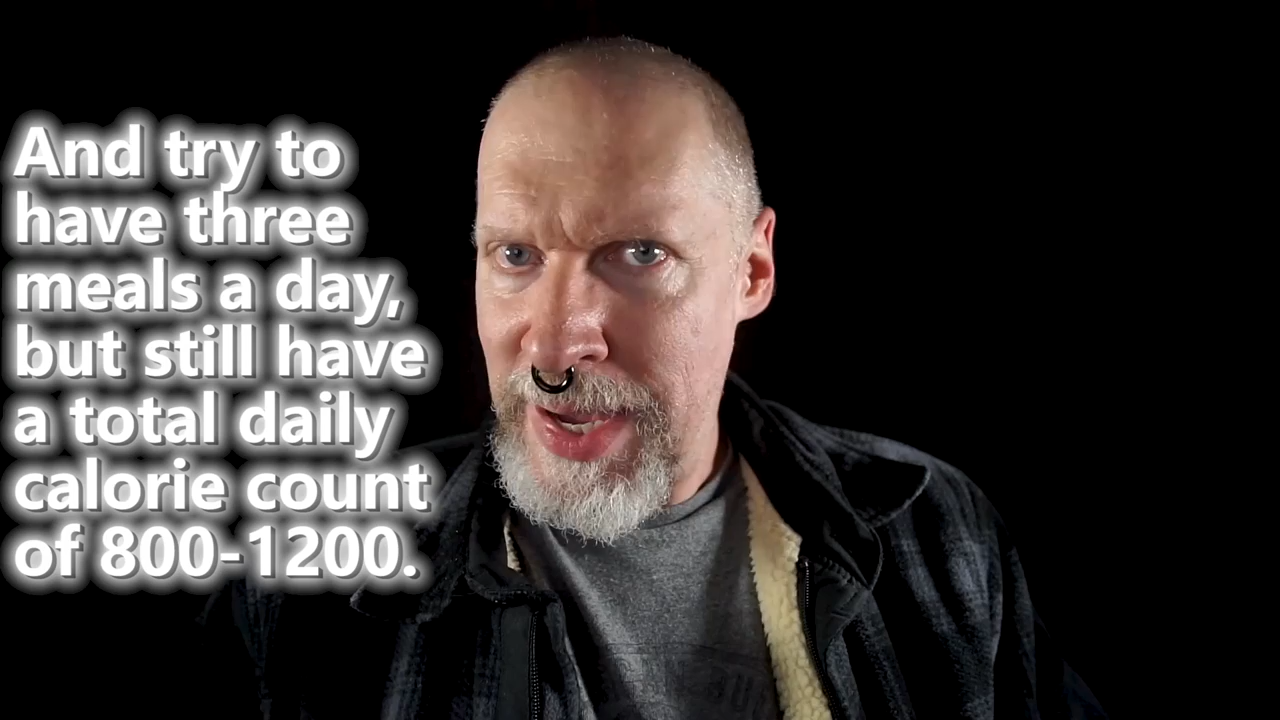 And try to
have three
meals a day,
but still have
a total daily
calorie count
of 800-1200.